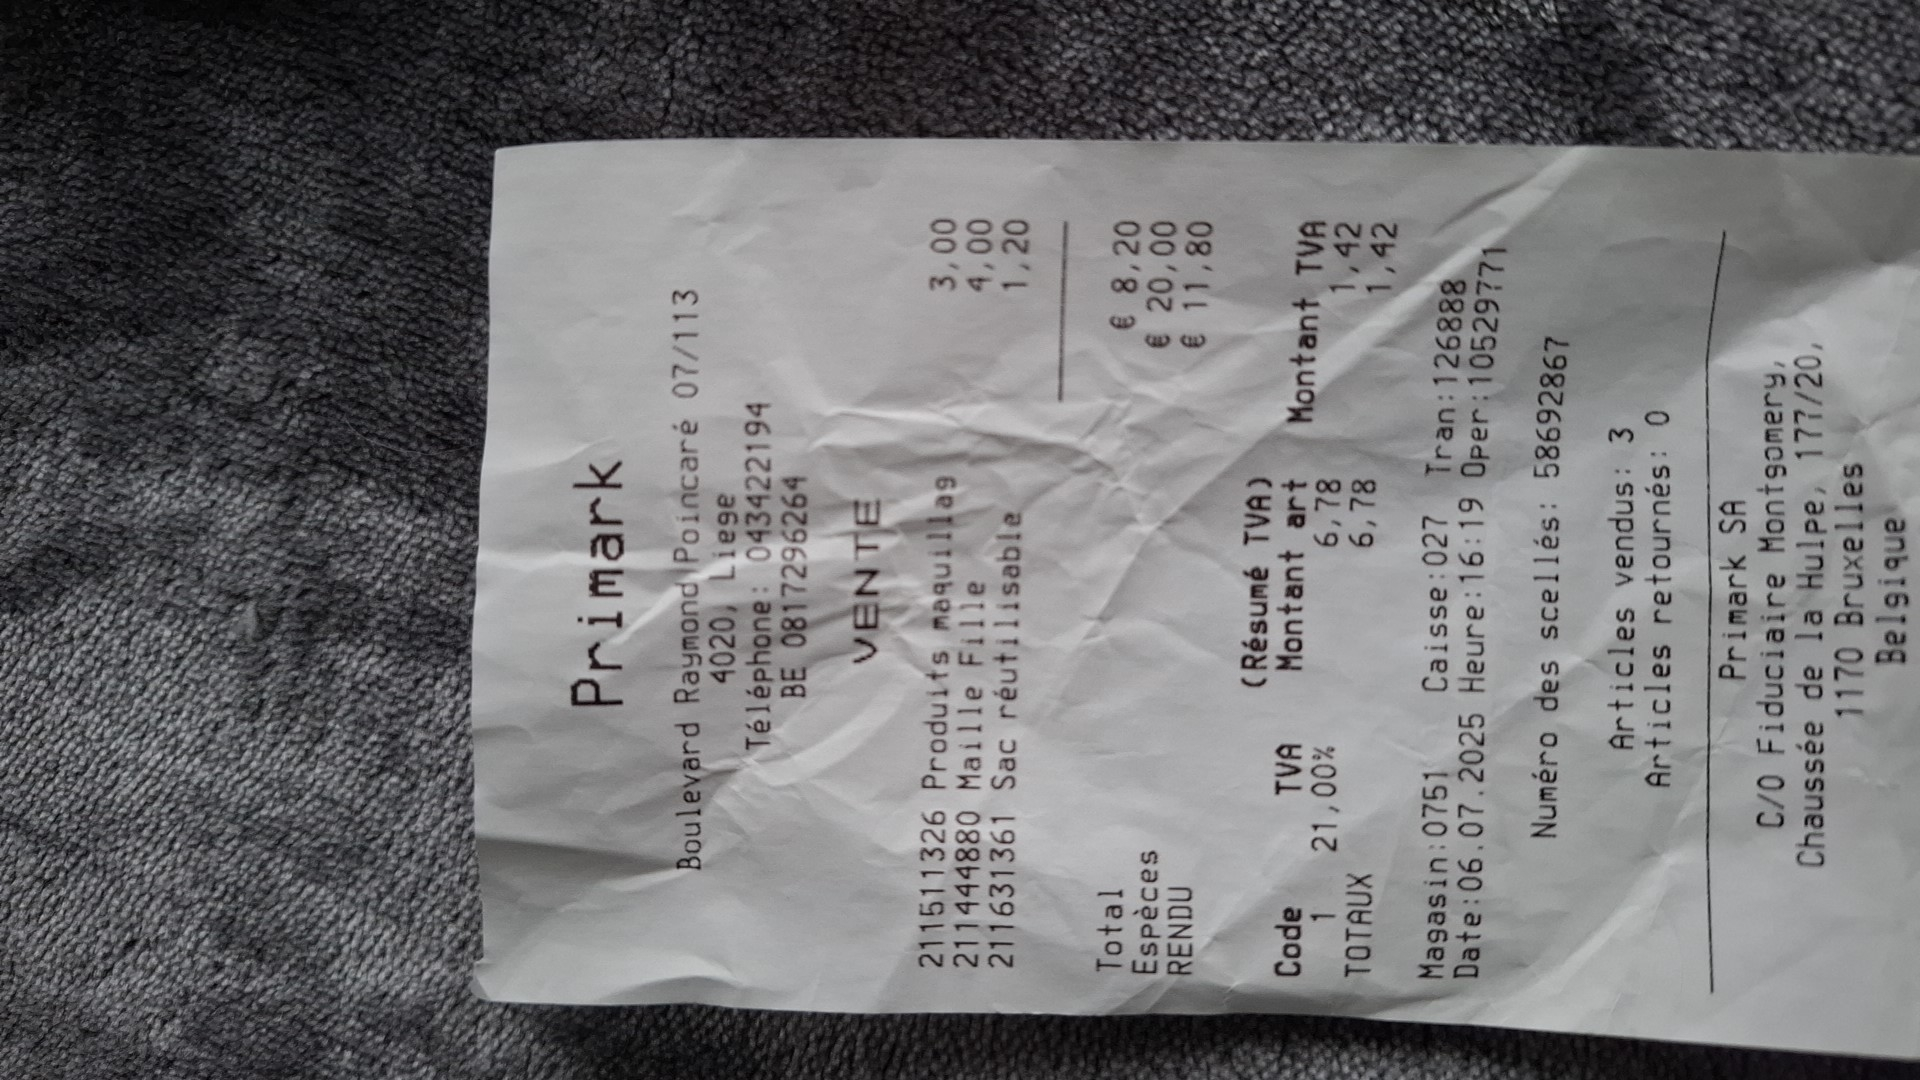 Primark
Boulevard Raymond Poincaré 07/113
4020, Liege
Téléphone: 043422194
BE 0817296264
VENTE
211511326 Produits maquillag 3,00
211444880 Maille Fille 4,00
211631361 Sac réutilisable 1,20
Total € 8,20
Espèces € 20,00
RENDU € 11,80
(Résumé TVA)
Code TVA Montant art Montant TVA
1 21,00% 6,78 1,42
TOTAUX 6,78 1,42
Magasin:0751 Caisse:027 Tran:126888
Date:06.07.2025 Heure:16:19 Oper:10529771
Numéro des scellés: 58692867
Articles vendus: 3
Articles retournés: 0
Primark SA
C/O Fiduciaire Montgomery,
Chaussée de la Hulpe, 177/20,
1170 Bruxelles
Belgique